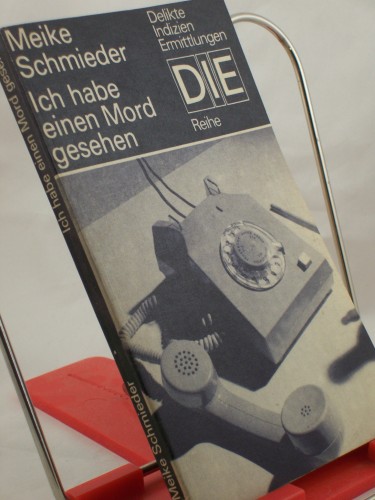 Meike
Schmieder
Ich habe
einen Mord
gesehen
Delikte
Indizien
Ermittlungen
DIE
Reihe
Ich habe einen Mord gesehen
Meike Schmieder